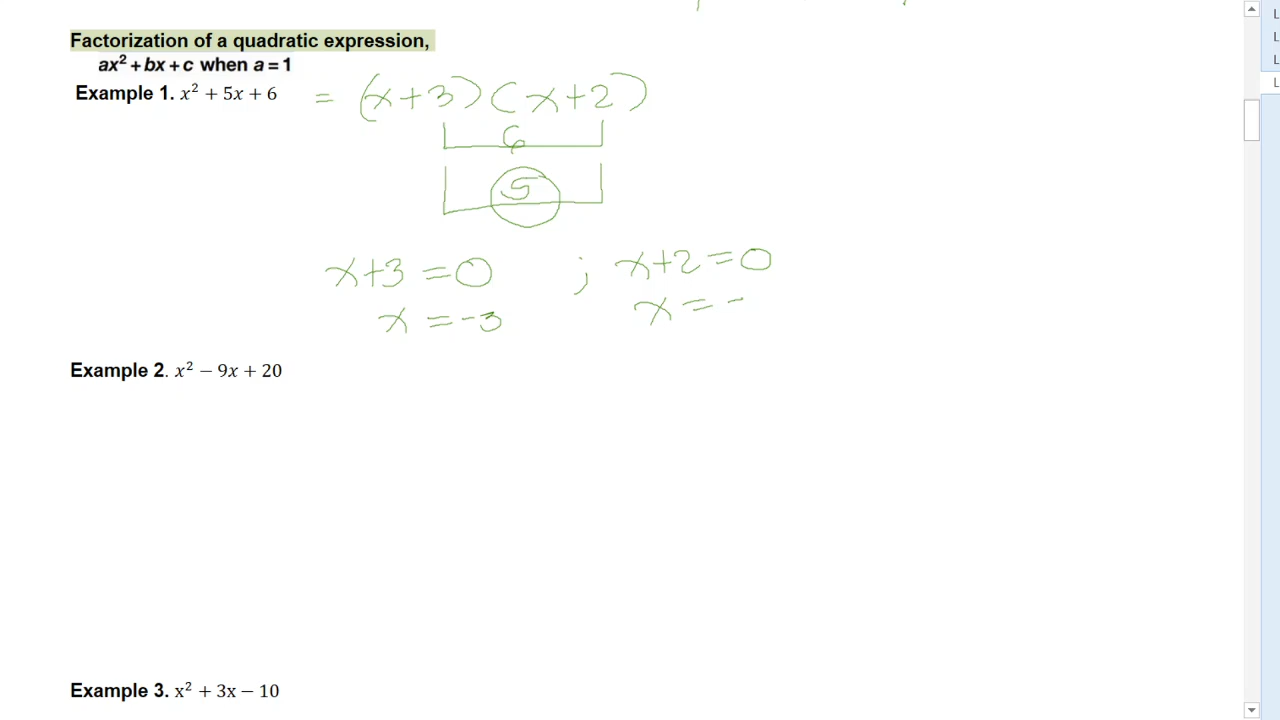 Factorization of a quadratic expression,
ax² + bx + c when a = 1
Example 1. x² + 5x + 6 = (x+3)(x+2)
6
5
x+3 = 0 ; x+2 = 0
x = -3 x = -
Example 2. x² − 9x + 20
Example 3. x² + 3x − 10